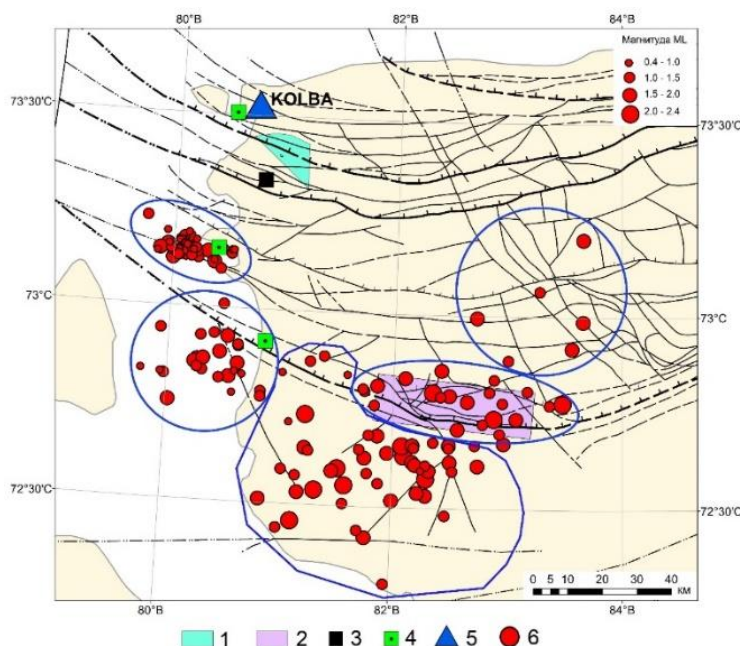 80°В 82°В 84°В
Магнитуда ML
0.4 - 1.0
1.0 - 1.5
1.5 - 2.0
2.0 - 2.4
KOLBA
73°30'С 73°30'С
73°С 73°С
72°30'С 72°30'С
0 5 10 20 30 40
КМ
80°В 82°В 84°В
1 2 3 4 5 6